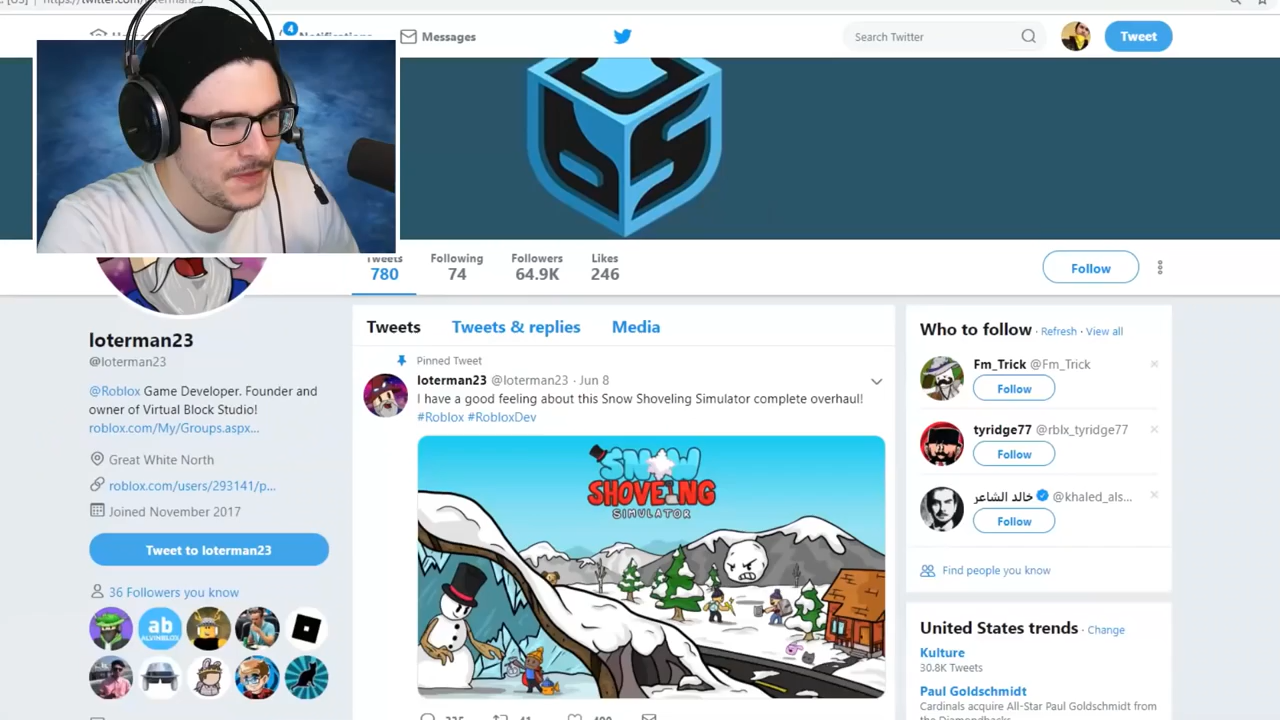 Messages
Search Twitter
Tweet
4
Tweets
780
Following
74
Followers
64.9K
Likes
246
Follow
loterman23
@loterman23
@Roblox Game Developer. Founder and
owner of Virtual Block Studio!
roblox.com/My/Groups.aspx...
Great White North
roblox.com/users/293141/p...
Joined November 2017
Tweet to loterman23
36 Followers you know
ab
ALVINBLOX
Tweets
Tweets & replies
Media
Pinned Tweet
loterman23 @loterman23 · Jun 8
I have a good feeling about this Snow Shoveling Simulator complete overhaul!
#Roblox #RobloxDev
SNOW
SHOVELING
SIMULATOR
Who to follow · Refresh · View all
Fm_Trick @Fm_Trick
Follow
tyridge77 @rblx_tyridge77
Follow
خالد الشاعر @khaled_als...
Follow
Find people you know
United States trends · Change
Kulture
30.8K Tweets
Paul Goldschmidt
Cardinals acquire All-Star Paul Goldschmidt from